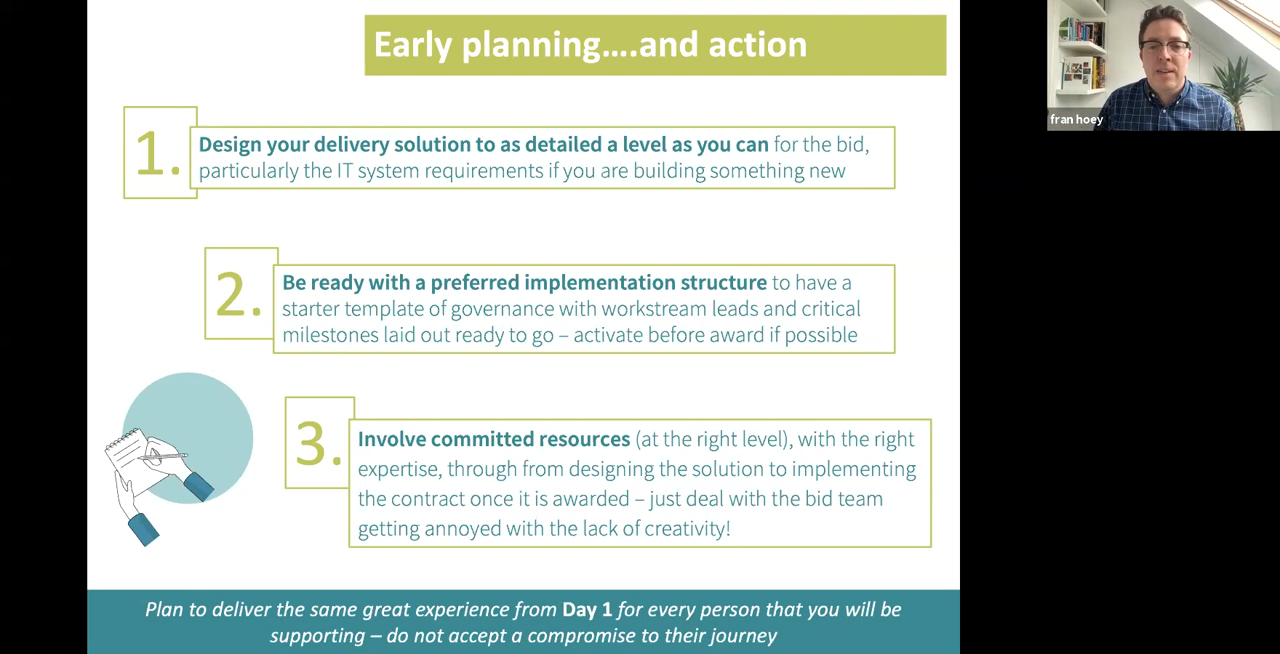 Early planning....and action
fran hoey
1.
Design your delivery solution to as detailed a level as you can for the bid,
particularly the IT system requirements if you are building something new
2.
Be ready with a preferred implementation structure to have a
starter template of governance with workstream leads and critical
milestones laid out ready to go – activate before award if possible
3.
Involve committed resources (at the right level), with the right
expertise, through from designing the solution to implementing
the contract once it is awarded – just deal with the bid team
getting annoyed with the lack of creativity!
Plan to deliver the same great experience from Day 1 for every person that you will be
supporting – do not accept a compromise to their journey